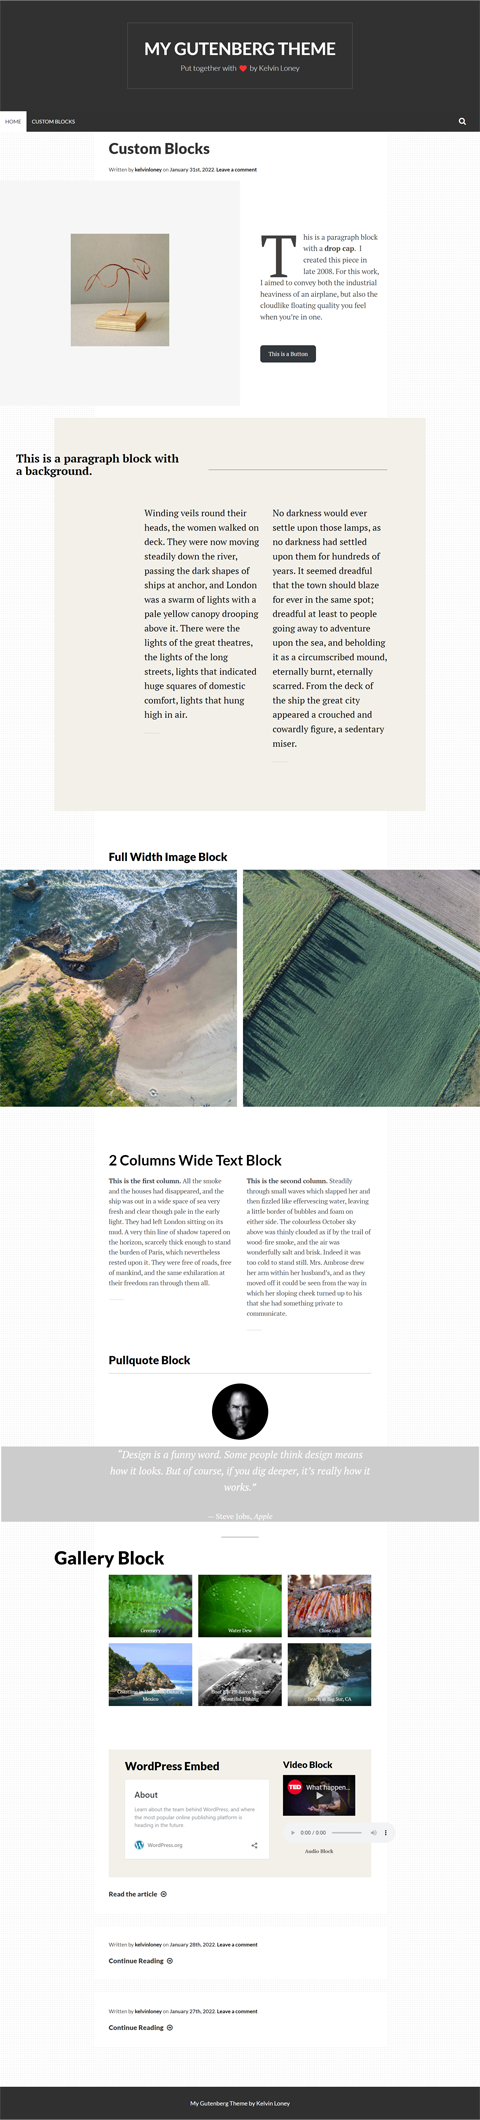 MY GUTENBERG THEME
Put together with ❤ by Kelvin Loney
HOME
CUSTOM BLOCKS
Custom Blocks
Written by kelvinloney on January 31st, 2022. Leave a comment
This is a paragraph block
with a drop cap. I
created this piece in
late 2008. For this work,
I aimed to convey both the industrial
heaviness of an airplane, but also the
cloudlike floating quality you feel
when you're in one.
This is a Button
This is a paragraph block with
a background.
Winding veils round their
heads, the women walked on
deck. They were now moving
steadily down the river,
passing the dark shapes of
ships at anchor, and London
was a swarm of lights with a
pale yellow canopy drooping
above it. There were the
lights of the great theatres,
the lights of the long
streets, lights that indicated
huge squares of domestic
comfort, lights that hung
high in air.
No darkness would ever
settle upon those lamps, as
no darkness had settled
upon them for hundreds of
years. It seemed dreadful
that the town should blaze
for ever in the same spot;
dreadful at least to people
going away to adventure
upon the sea, and beholding
it as a circumscribed mound,
eternally burnt, eternally
scarred. From the deck of
the ship the great city
appeared a crouched and
cowardly figure, a sedentary
miser.
Full Width Image Block
2 Columns Wide Text Block
This is the first column. All the smoke
and the houses had disappeared, and the
ship was out in a wide space of sea very
fresh and clear though pale in the early
light. They had left London sitting on its
mud. A very thin line of shadow tapered on
the horizon, scarcely thick enough to stand
the burden of Paris, which nevertheless
rested upon it. They were free of roads, free
of mankind, and the same exhilaration at
their freedom ran through them all.
This is the second column. Steadily
through small waves which slapped her and
then fizzled like effervescing water, leaving
a little border of bubbles and foam on
either side. The colourless October sky
above was thinly clouded as if by the trail of
wood-fire smoke, and the air was
wonderfully salt and brisk. Indeed it was
too cold to stand still. Mrs. Ambrose drew
her arm within her husband's, and as they
moved off it could be seen from the way in
which her sloping cheek turned up to his
that she had something private to
communicate.
Pullquote Block
"Design is a funny word. Some people think design means
how it looks. But of course, if you dig deeper, it's really how it
works."
— Steve Jobs, Apple
Gallery Block
Greenery
Water Dew
Mexico
Beautiful Fishing
Beach at Big Sur, CA
WordPress Embed
About
Learn about the team behind WordPress, and where
the most popular online publishing platform is
heading in the future
WordPress.org
Video Block
TED
What happen...
0:00 / 0:00
Audio Block
Read the article
Written by kelvinloney on January 28th, 2022. Leave a comment
Continue Reading
Written by kelvinloney on January 27th, 2022. Leave a comment
Continue Reading
My Gutenberg Theme by Kelvin Loney